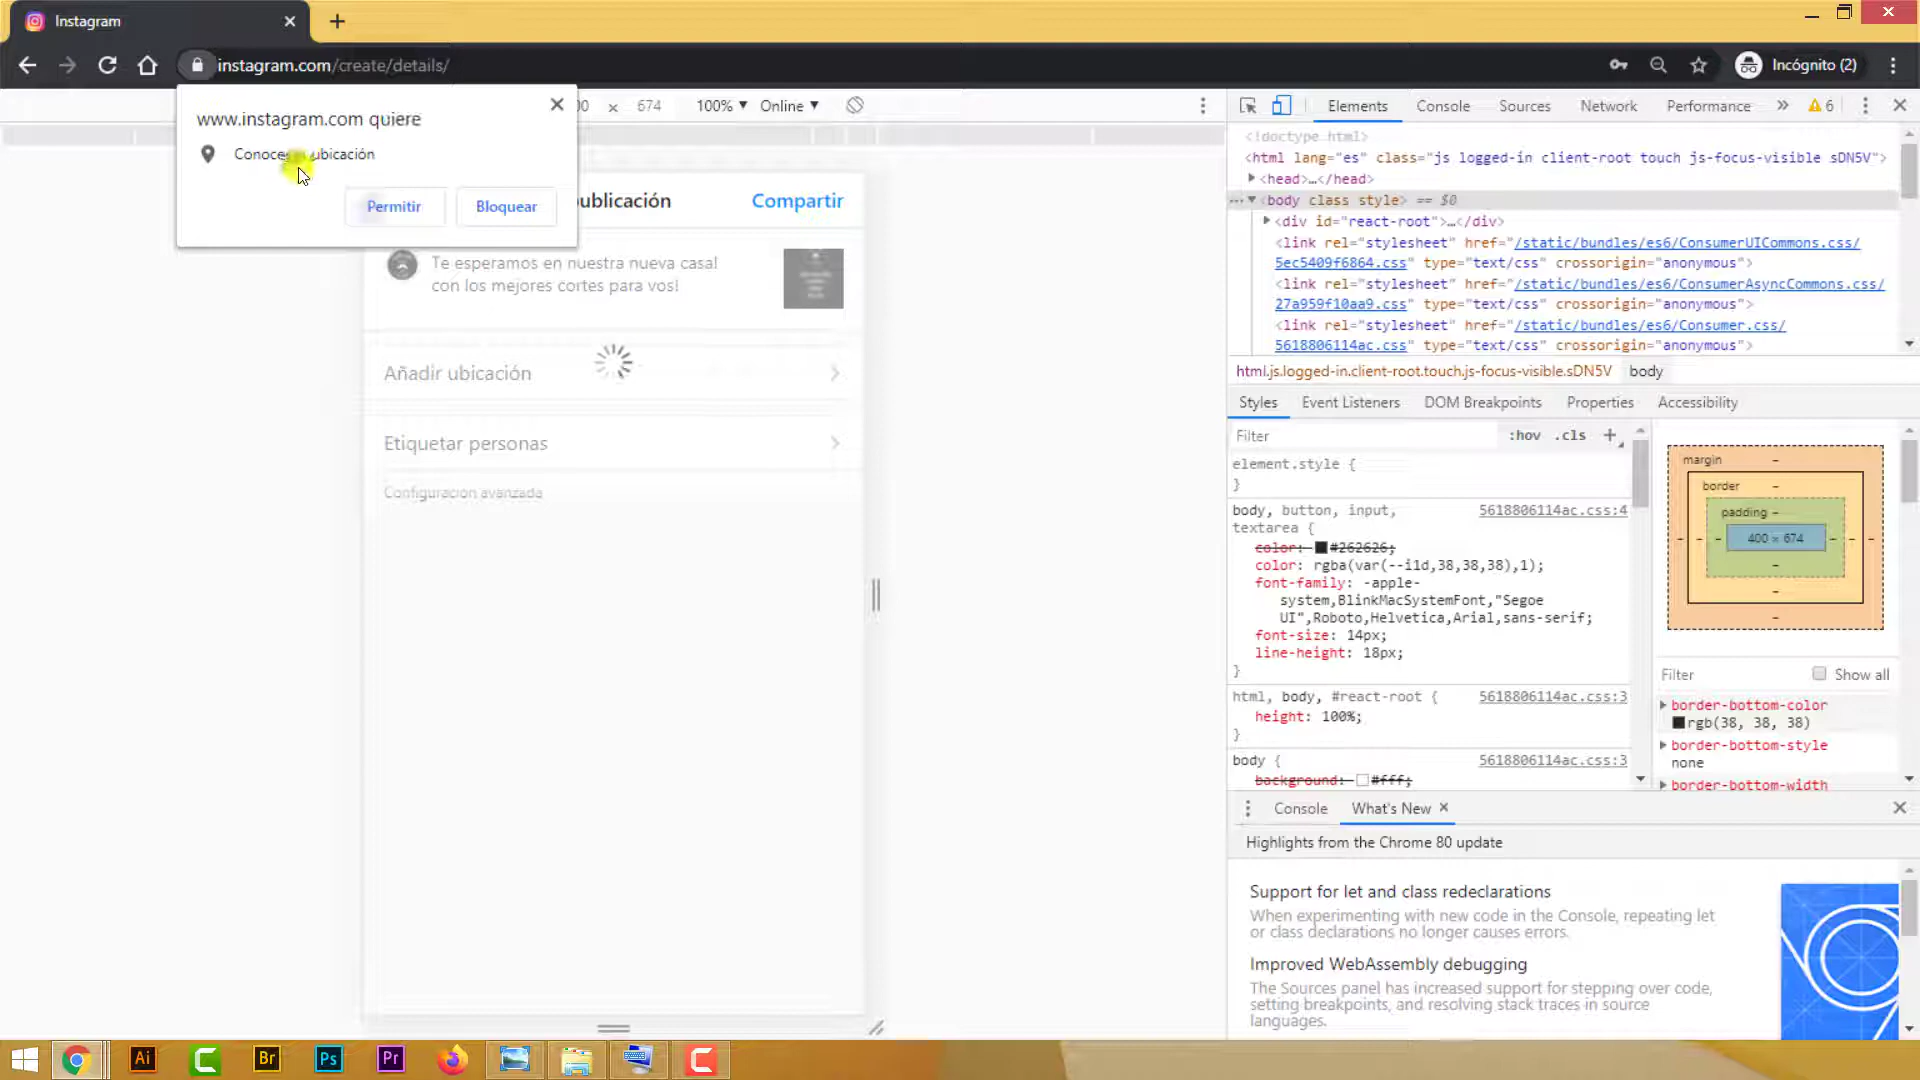 Instagram
instagram.com/create/details/
Incógnito (2)
www.instagram.com quiere
ubicación
Permitir
Bloquear
00 × 674
100% ▼
Online ▼
publicación
Compartir
Te esperamos en nuestra nueva casa!
con los mejores cortes para vos!
Añadir ubicación
Etiquetar personas
Configuración avanzada
Elements
Console
Sources
Network
Performance
»
6
<!doctype html>
<html lang="es" class="js logged-in client-root touch js-focus-visible sDN5V">
<head>…</head>
<body class style> == $0
<div id="react-root">…</div>
<link rel="stylesheet" href="/static/bundles/es6/ConsumerUICommons.css/
5ec5409f6864.css" type="text/css" crossorigin="anonymous">
<link rel="stylesheet" href="/static/bundles/es6/ConsumerAsyncCommons.css/
27a959f10aa9.css" type="text/css" crossorigin="anonymous">
<link rel="stylesheet" href="/static/bundles/es6/Consumer.css/
5618806114ac.css" type="text/css" crossorigin="anonymous">
html.js.logged-in.client-root.touch.js-focus-visible.sDN5V body
Styles
Event Listeners
DOM Breakpoints
Properties
Accessibility
Filter
:hov .cls +
element.style {
}
body, button, input,
textarea {
5618806114ac.css:4
color: #262626;
color: rgba(var(--i1d,38,38,38),1);
font-family: -apple-
system,BlinkMacSystemFont,"Segoe
UI",Roboto,Helvetica,Arial,sans-serif;
font-size: 14px;
line-height: 18px;
}
html, body, #react-root {
5618806114ac.css:3
height: 100%;
}
body {
5618806114ac.css:3
background: #fff;
margin –
border –
padding –
400 × 674
Filter
Show all
border-bottom-color
rgb(38, 38, 38)
border-bottom-style
none
border-bottom-width
Console
What's New
Highlights from the Chrome 80 update
Support for let and class redeclarations
When experimenting with new code in the Console, repeating let
or class declarations no longer causes errors.
Improved WebAssembly debugging
The Sources panel has increased support for stepping over code,
setting breakpoints, and resolving stack traces in source
languages.
Ai
Br
Ps
Pr